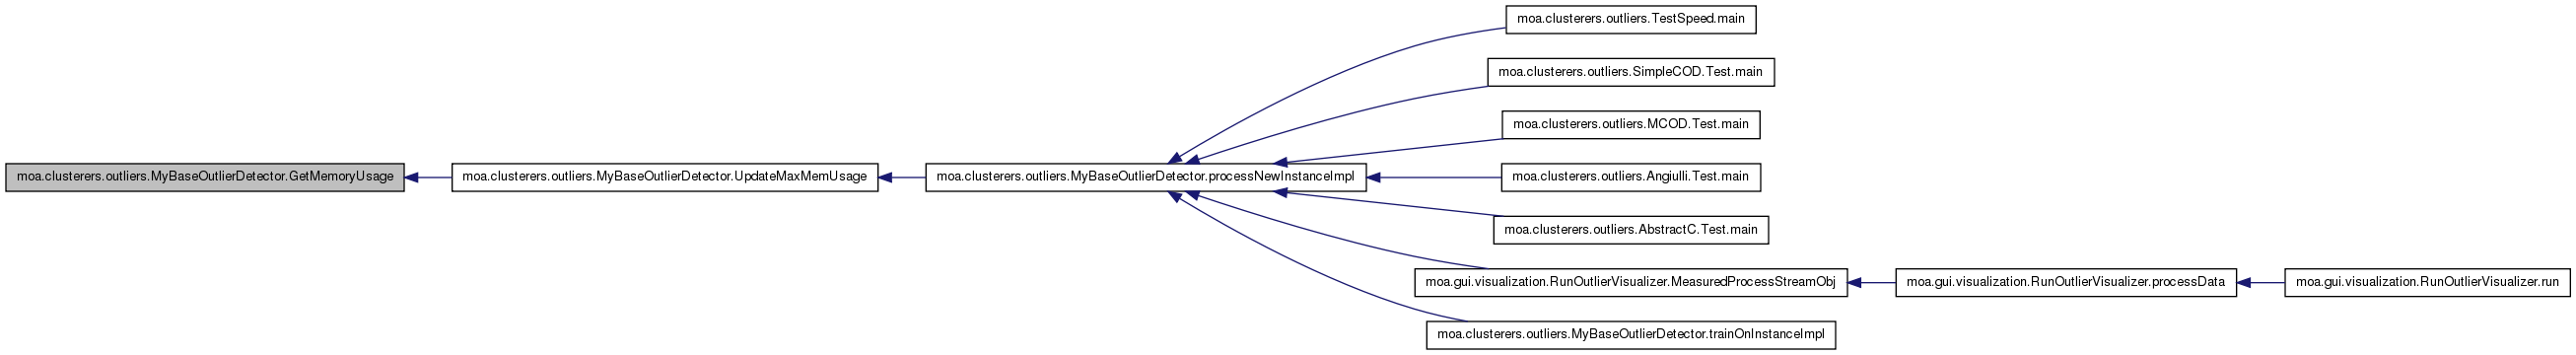 moa.clusterers.outliers.TestSpeed.main
moa.clusterers.outliers.SimpleCOD.Test.main
moa.clusterers.outliers.MCOD.Test.main
moa.clusterers.outliers.MyBaseOutlierDetector.GetMemoryUsage
moa.clusterers.outliers.MyBaseOutlierDetector.UpdateMaxMemUsage
moa.clusterers.outliers.MyBaseOutlierDetector.processNewInstanceImpl
moa.clusterers.outliers.Angiulli.Test.main
moa.clusterers.outliers.AbstractC.Test.main
moa.gui.visualization.RunOutlierVisualizer.MeasuredProcessStreamObj
moa.gui.visualization.RunOutlierVisualizer.processData
moa.gui.visualization.RunOutlierVisualizer.run
moa.clusterers.outliers.MyBaseOutlierDetector.trainOnInstanceImpl